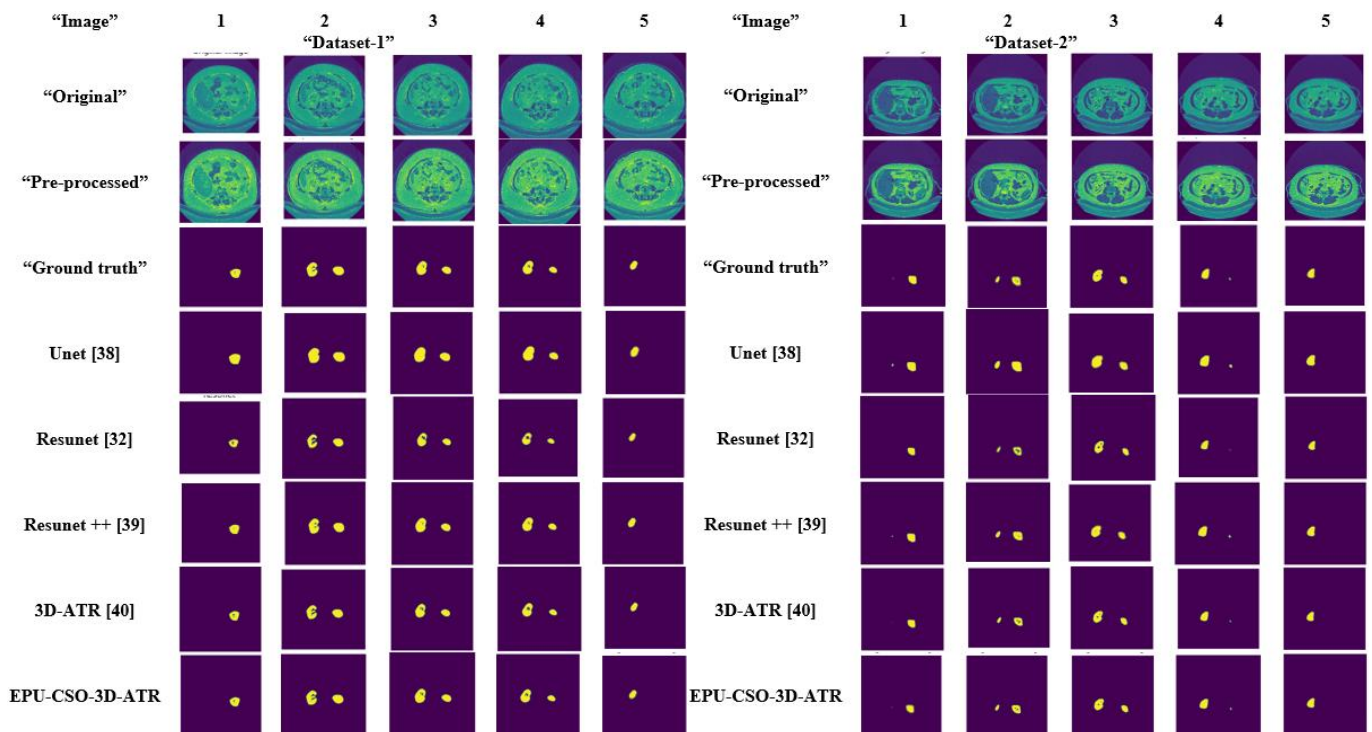 “Image” 1 2 3 4 5 “Image” 1 2 3 4 5
“Dataset-1” “Dataset-2”
“Original” “Original”
“Pre-processed” “Pre-processed”
“Ground truth” “Ground truth”
Unet [38] Unet [38]
Resunet [32] Resunet [32]
Resunet ++ [39] Resunet ++ [39]
3D-ATR [40] 3D-ATR [40]
EPU-CSO-3D-ATR EPU-CSO-3D-ATR